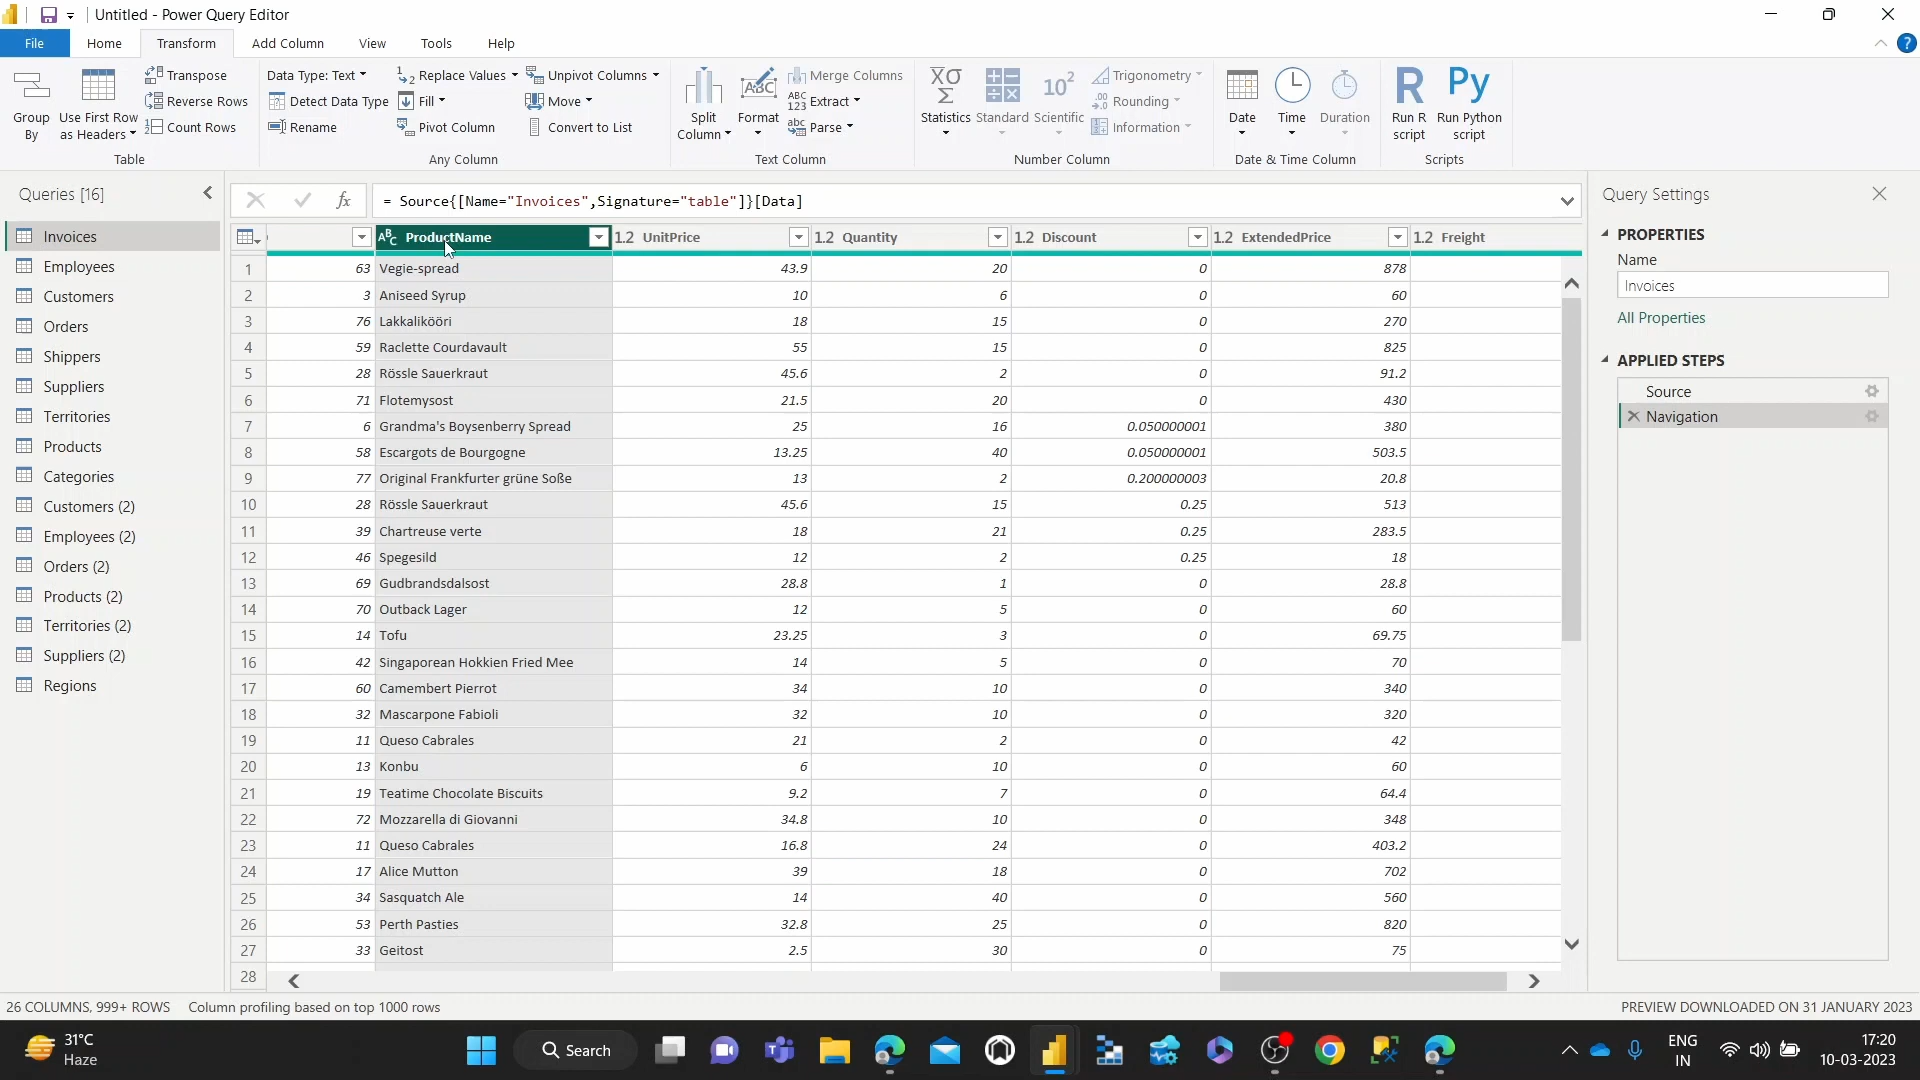 Untitled - Power Query Editor
File Home Transform Add Column View Tools Help
Group By
Use First Row as Headers
Transpose
Reverse Rows
Count Rows
Table
Data Type: Text
Detect Data Type
Rename
Replace Values
Fill
Pivot Column
Unpivot Columns
Move
Convert to List
Any Column
Split Column
Format
Merge Columns
Extract
Parse
Text Column
Statistics
Standard
Scientific
Trigonometry
Rounding
Information
Number Column
Date
Time
Duration
Date & Time Column
Run R script
Run Python script
Scripts
Queries [16]
Invoices
Employees
Customers
Orders
Shippers
Suppliers
Territories
Products
Categories
Customers (2)
Employees (2)
Orders (2)
Products (2)
Territories (2)
Suppliers (2)
Regions
fx = Source{[Name="Invoices",Signature="table"]}[Data]
ABC ProductName 1.2 UnitPrice 1.2 Quantity 1.2 Discount 1.2 ExtendedPrice 1.2 Freight
1 63 Vegie-spread 43.9 20 0 878
2 3 Aniseed Syrup 10 6 0 60
3 76 Lakkalikööri 18 15 0 270
4 59 Raclette Courdavault 55 15 0 825
5 28 Rössle Sauerkraut 45.6 2 0 91.2
6 71 Flotemysost 21.5 20 0 430
7 6 Grandma's Boysenberry Spread 25 16 0.050000001 380
8 58 Escargots de Bourgogne 13.25 40 0.050000001 503.5
9 77 Original Frankfurter grüne Soße 13 2 0.200000003 20.8
10 28 Rössle Sauerkraut 45.6 15 0.25 513
11 39 Chartreuse verte 18 21 0.25 283.5
12 46 Spegesild 12 2 0.25 18
13 69 Gudbrandsdalsost 28.8 1 0 28.8
14 70 Outback Lager 12 5 0 60
15 14 Tofu 23.25 3 0 69.75
16 42 Singaporean Hokkien Fried Mee 14 5 0 70
17 60 Camembert Pierrot 34 10 0 340
18 32 Mascarpone Fabioli 32 10 0 320
19 11 Queso Cabrales 21 2 0 42
20 13 Konbu 6 10 0 60
21 19 Teatime Chocolate Biscuits 9.2 7 0 64.4
22 72 Mozzarella di Giovanni 34.8 10 0 348
23 11 Queso Cabrales 16.8 24 0 403.2
24 17 Alice Mutton 39 18 0 702
25 34 Sasquatch Ale 14 40 0 560
26 53 Perth Pasties 32.8 25 0 820
27 33 Geitost 2.5 30 0 75
28
Query Settings
PROPERTIES
Name
Invoices
All Properties
APPLIED STEPS
Source
Navigation
26 COLUMNS, 999+ ROWS Column profiling based on top 1000 rows
PREVIEW DOWNLOADED ON 31 JANUARY 2023
31°C
Haze
Search
ENG
IN
17:20
10-03-2023